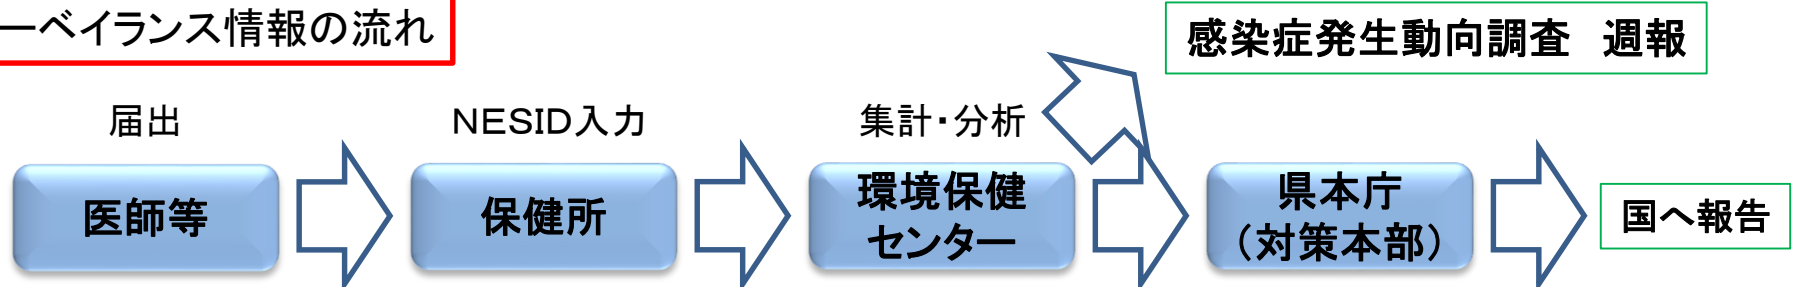 ーベイランス情報の流れ
感染症発生動向調査　週報
届出
NESID入力
集計・分析
医師等
保健所
環境保健
センター
県本庁
（対策本部）
国へ報告